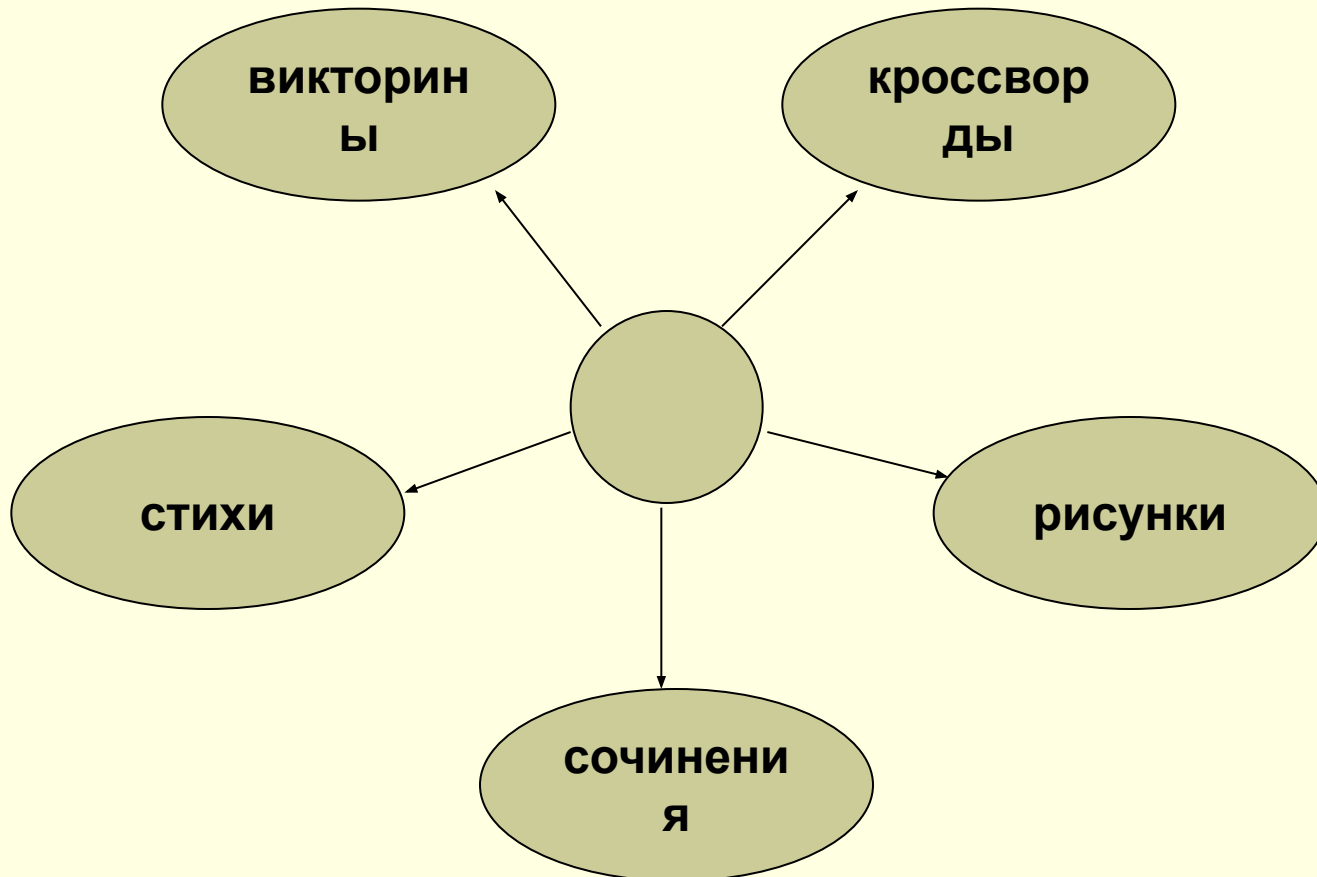 викторин
ы
кроссвор
ды
стихи
рисунки
сочинени
я